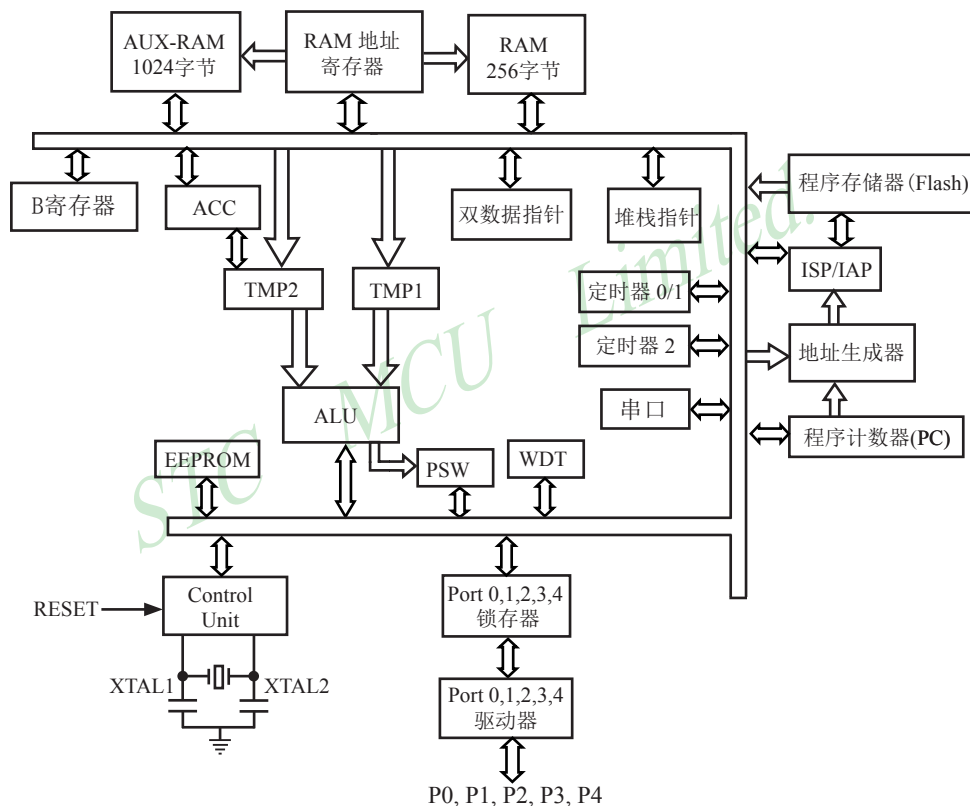 AUX-RAM
1024字节
RAM 地址
寄存器
RAM
256字节
B寄存器
ACC
双数据指针
堆栈指针
程序存储器(Flash)
TMP2
TMP1
定时器 0/1
ISP/IAP
定时器 2
地址生成器
ALU
串口
程序计数器(PC)
EEPROM
PSW
WDT
STC MCU Limited.
RESET
Control
Unit
Port 0,1,2,3,4
锁存器
XTAL1
XTAL2
Port 0,1,2,3,4
驱动器
P0, P1, P2, P3, P4